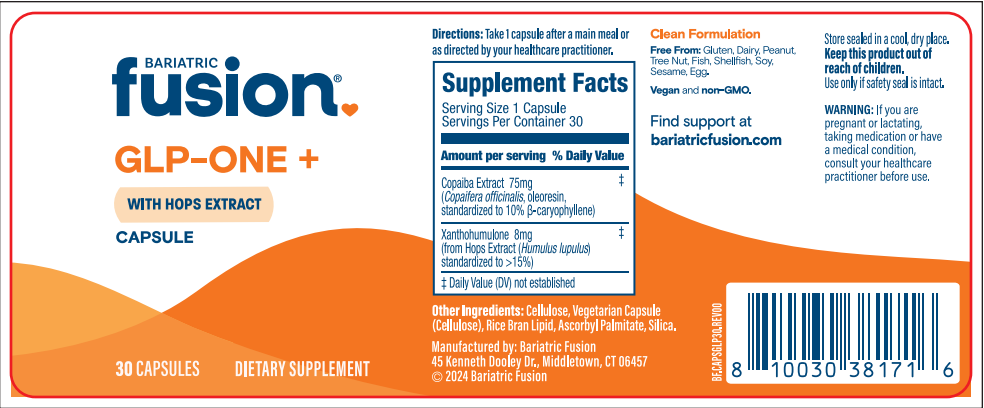 BARIATRIC
fusion®
GLP-ONE +
WITH HOPS EXTRACT
CAPSULE
30 CAPSULES DIETARY SUPPLEMENT
Directions: Take 1 capsule after a main meal or
as directed by your healthcare practitioner.
Supplement Facts
Serving Size 1 Capsule
Servings Per Container 30
Amount per serving % Daily Value
Copaiba Extract 75mg ‡
(Copaifera officinalis, oleoresin,
standardized to 10% β-caryophyllene)
Xanthohumulone 8mg ‡
(from Hops Extract (Humulus lupulus)
standardized to >15%)
‡ Daily Value (DV) not established
Other Ingredients: Cellulose, Vegetarian Capsule
(Cellulose), Rice Bran Lipid, Ascorbyl Palmitate, Silica.
Manufactured by: Bariatric Fusion
45 Kenneth Dooley Dr., Middletown, CT 06457
© 2024 Bariatric Fusion
Clean Formulation
Free From: Gluten, Dairy, Peanut,
Tree Nut, Fish, Shellfish, Soy,
Sesame, Egg.
Vegan and non-GMO.
Find support at
bariatricfusion.com
Store sealed in a cool, dry place.
Keep this product out of
reach of children.
Use only if safety seal is intact.
WARNING: If you are
pregnant or lactating,
taking medication or have
a medical condition,
consult your healthcare
practitioner before use.
BF.CAPSGLP30.REV00
8 10030 38171 6